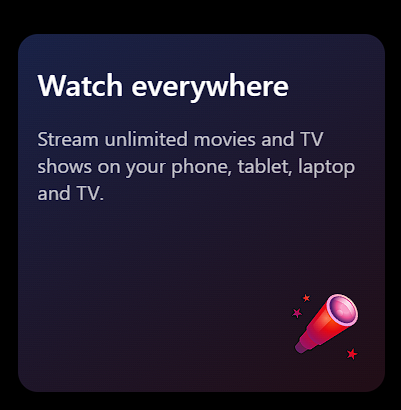 Watch everywhere
Stream unlimited movies and TV
shows on your phone, tablet, laptop
and TV.